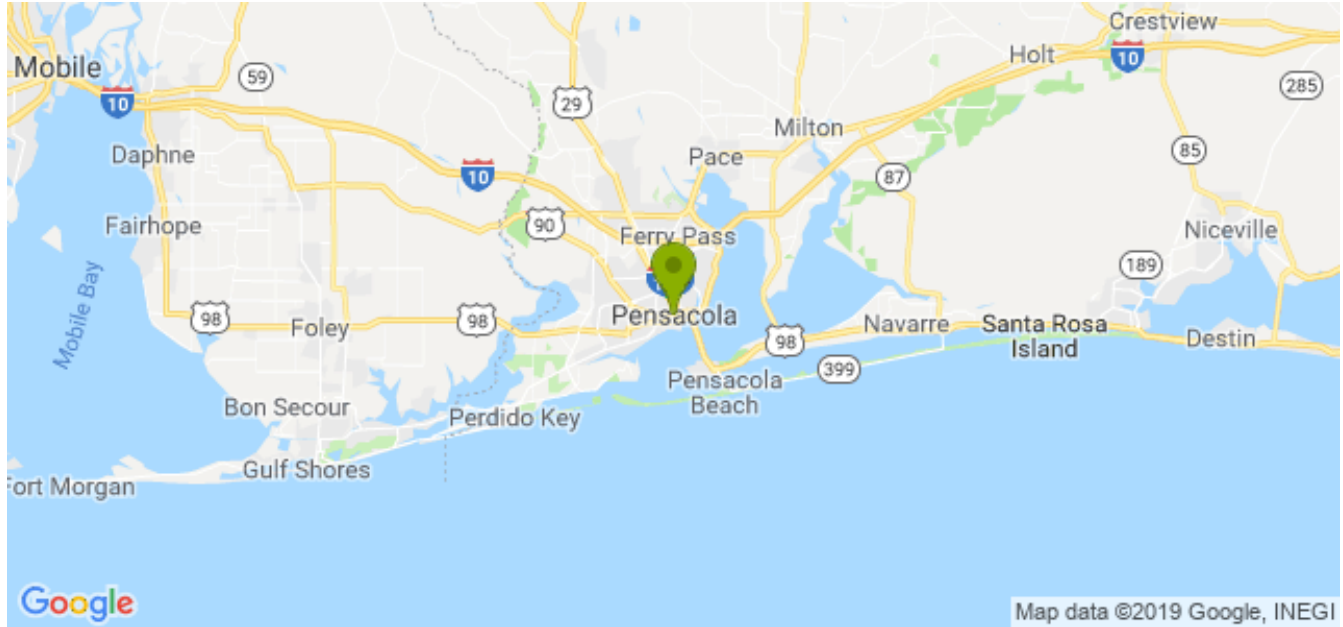 Crestview
Holt
10
Mobile
59
285
10
29
Milton
Daphne
Pace
85
10
87
Fairhope
90
Niceville
Ferry Pass
189
98
Foley
98
Pensacola
98
Navarre
Santa Rosa
Island
Destin
Mobile Bay
399
Pensacola
Beach
Bon Secour
Perdido Key
Gulf Shores
Fort Morgan
Google
Map data ©2019 Google, INEGI